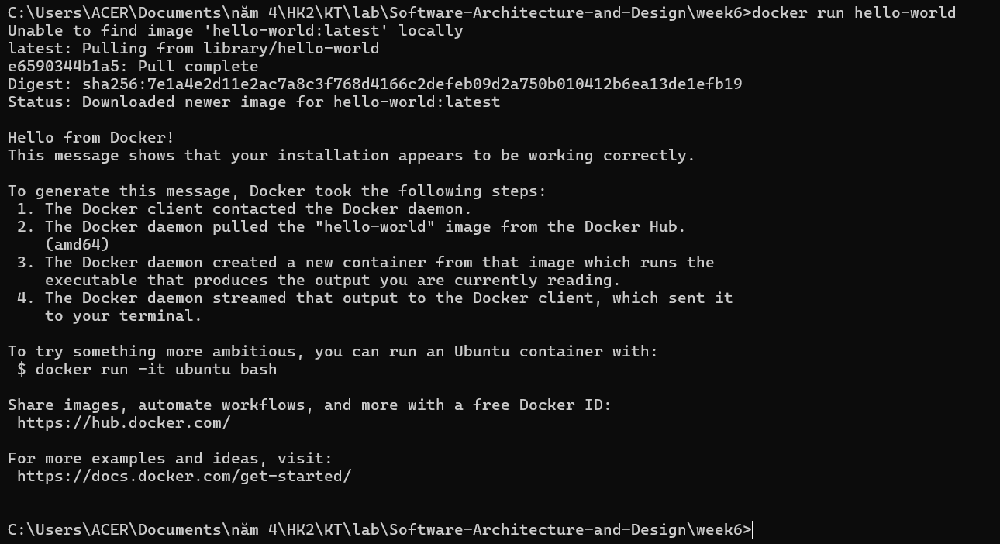 C:\Users\ACER\Documents\năm 4\HK2\KT\lab\Software-Architecture-and-Design\week6>docker run hello-world
Unable to find image 'hello-world:latest' locally
latest: Pulling from library/hello-world
e6590344b1a5: Pull complete
Digest: sha256:7e1a4e2d11e2ac7a8c3f768d4166c2defeb09d2a750b010412b6ea13de1efb19
Status: Downloaded newer image for hello-world:latest

Hello from Docker!
This message shows that your installation appears to be working correctly.

To generate this message, Docker took the following steps:
 1. The Docker client contacted the Docker daemon.
 2. The Docker daemon pulled the "hello-world" image from the Docker Hub.
    (amd64)
 3. The Docker daemon created a new container from that image which runs the
    executable that produces the output you are currently reading.
 4. The Docker daemon streamed that output to the Docker client, which sent it
    to your terminal.

To try something more ambitious, you can run an Ubuntu container with:
 $ docker run -it ubuntu bash

Share images, automate workflows, and more with a free Docker ID:
 https://hub.docker.com/

For more examples and ideas, visit:
 https://docs.docker.com/get-started/

C:\Users\ACER\Documents\năm 4\HK2\KT\lab\Software-Architecture-and-Design\week6>